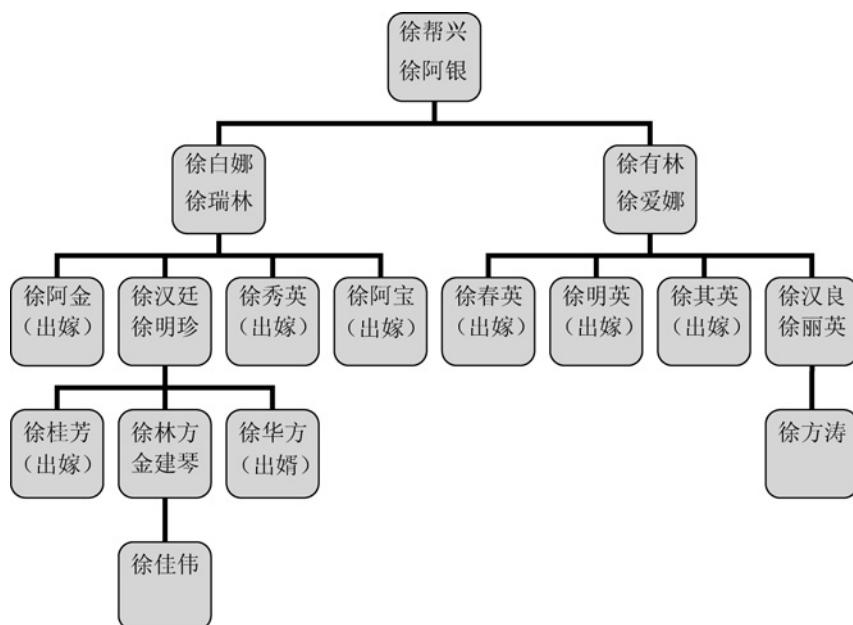 徐帮兴
徐阿银
徐白娜
徐瑞林
徐有林
徐爱娜
徐阿金
（出嫁）
徐汉廷
徐明珍
徐秀英
（出嫁）
徐阿宝
（出嫁）
徐春英
（出嫁）
徐明英
（出嫁）
徐其英
（出嫁）
徐汉良
徐丽英
徐桂芳
（出嫁）
徐林方
金建琴
徐华方
（出婿）
徐方涛
徐佳伟